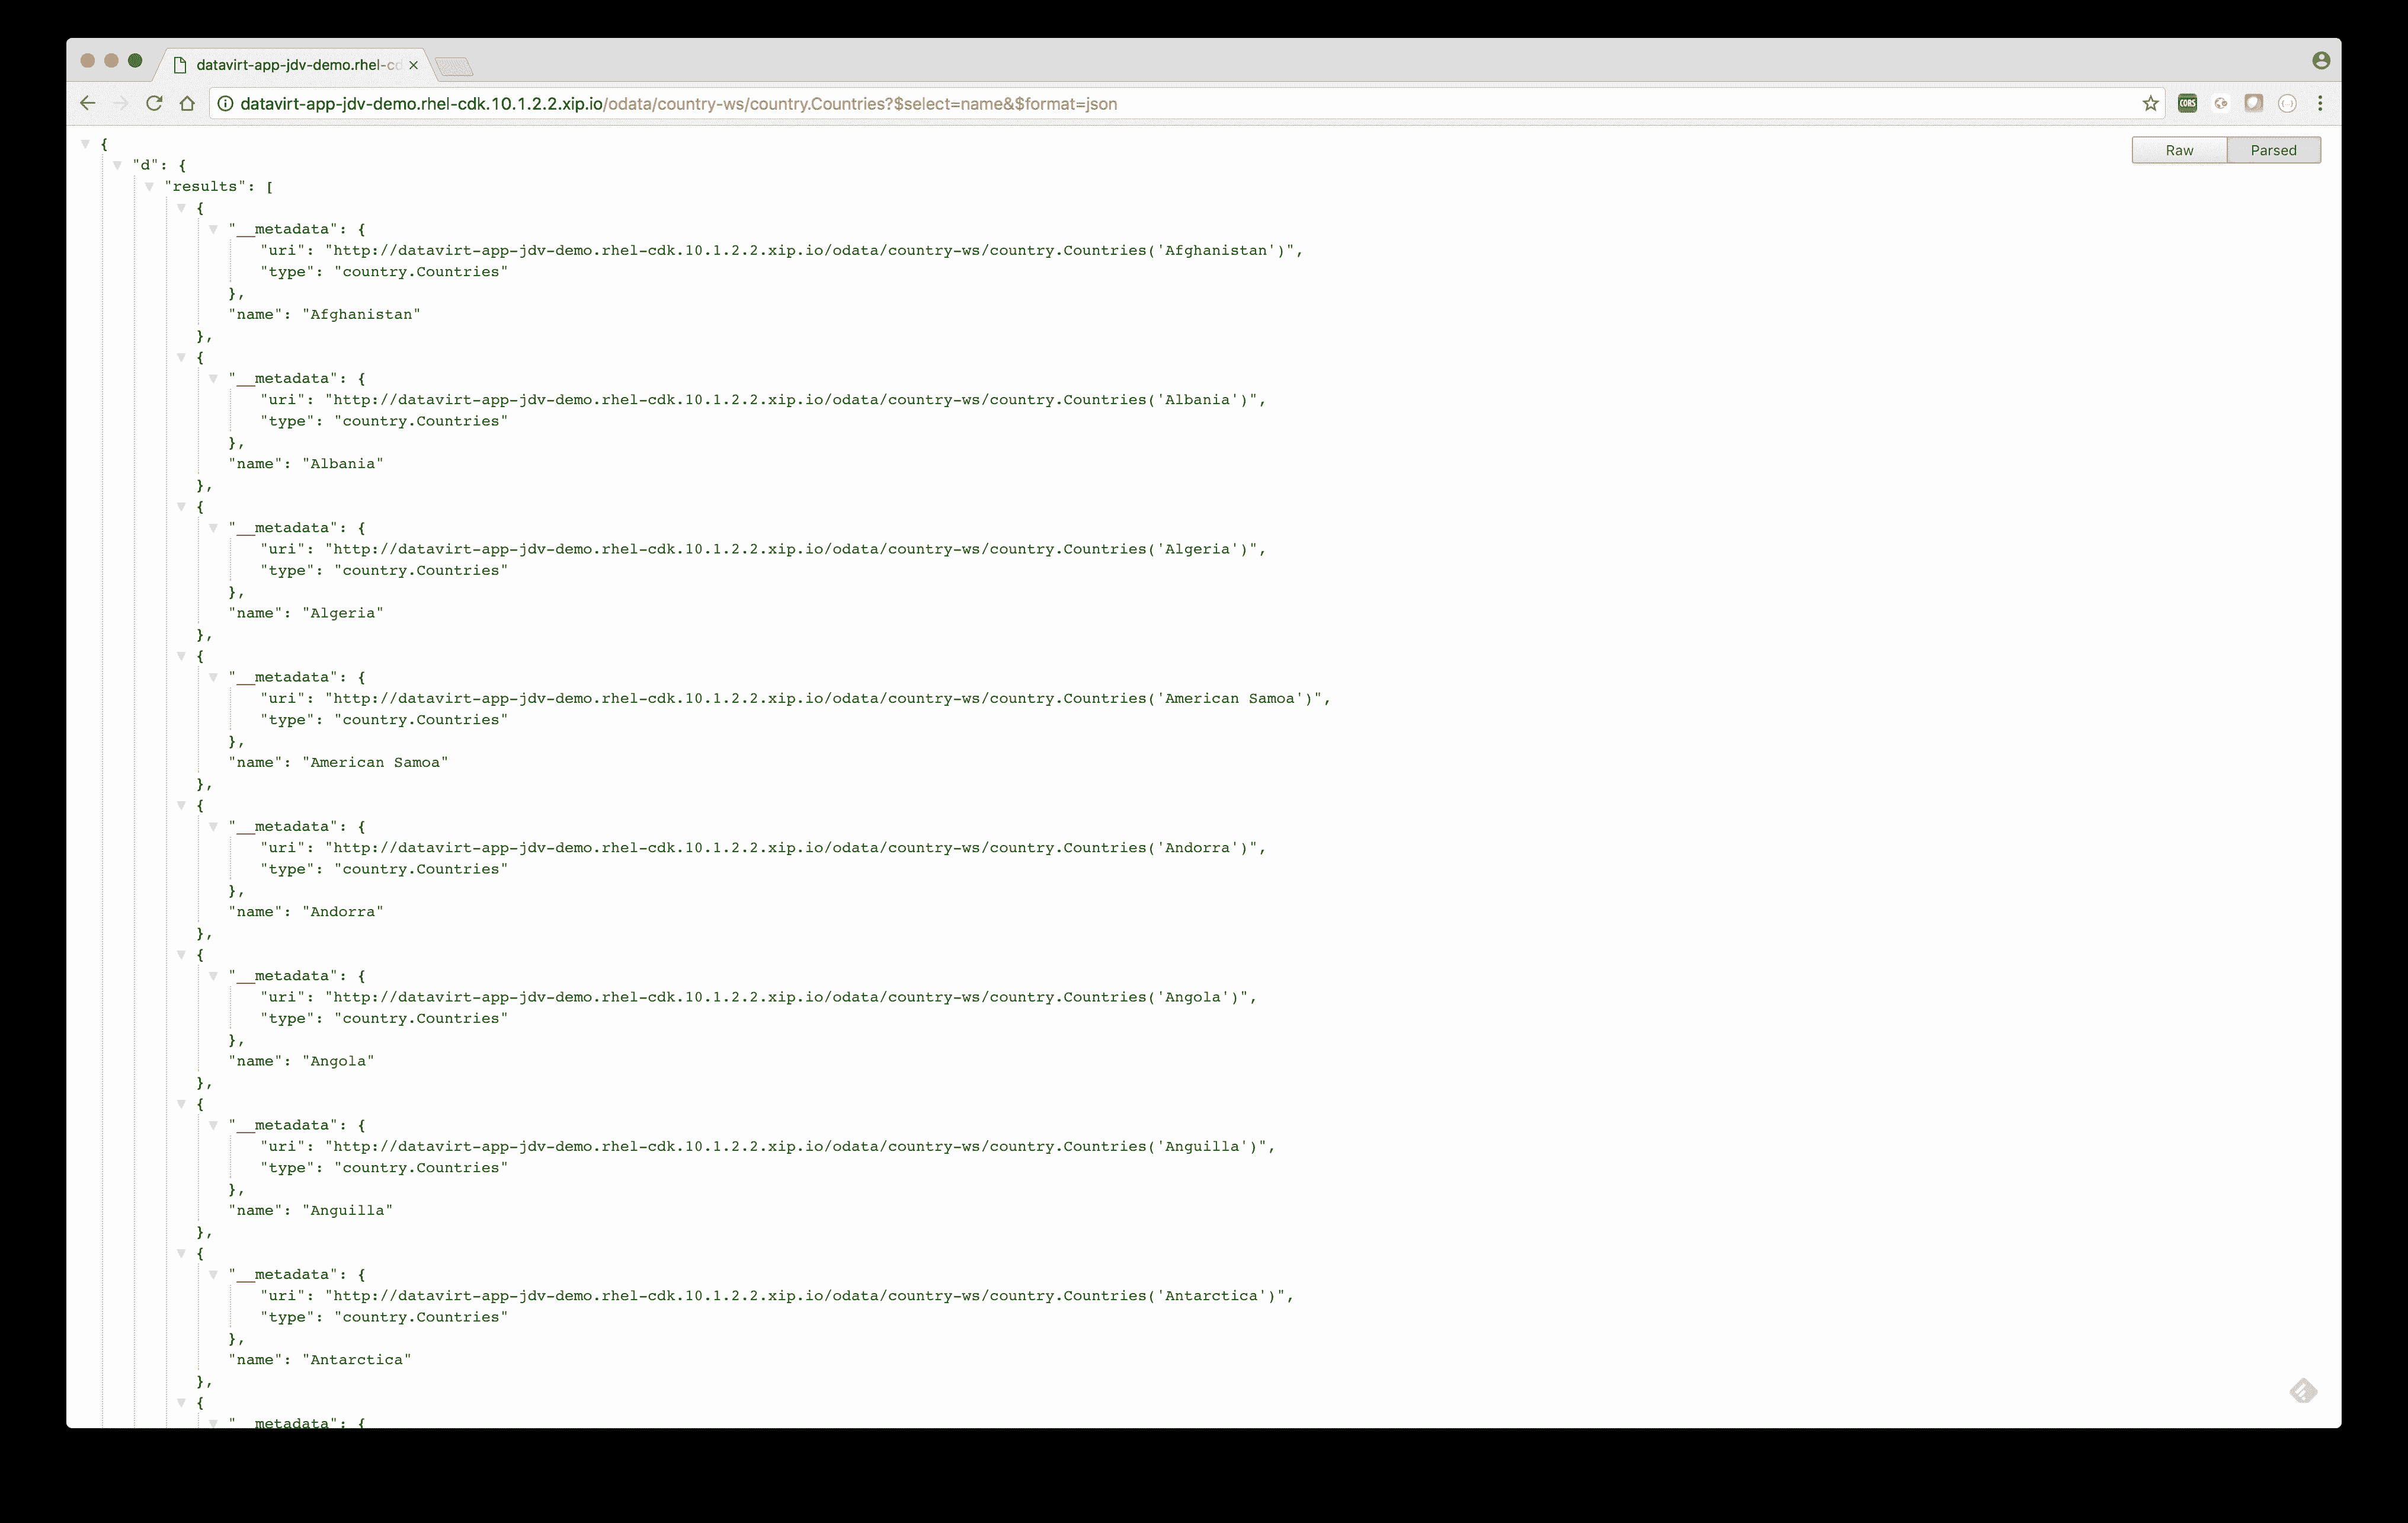 datavirt-app-jdv-demo.rhel-cd
datavirt-app-jdv-demo.rhel-cdk.10.1.2.2.xip.io/odata/country-ws/country.Countries?$select=name&$format=json
CORS
Raw Parsed
{
"d": {
"results": [
{
"__metadata": {
"uri": "http://datavirt-app-jdv-demo.rhel-cdk.10.1.2.2.xip.io/odata/country-ws/country.Countries('Afghanistan')",
"type": "country.Countries"
},
"name": "Afghanistan"
},
{
"__metadata": {
"uri": "http://datavirt-app-jdv-demo.rhel-cdk.10.1.2.2.xip.io/odata/country-ws/country.Countries('Albania')",
"type": "country.Countries"
},
"name": "Albania"
},
{
"__metadata": {
"uri": "http://datavirt-app-jdv-demo.rhel-cdk.10.1.2.2.xip.io/odata/country-ws/country.Countries('Algeria')",
"type": "country.Countries"
},
"name": "Algeria"
},
{
"__metadata": {
"uri": "http://datavirt-app-jdv-demo.rhel-cdk.10.1.2.2.xip.io/odata/country-ws/country.Countries('American Samoa')",
"type": "country.Countries"
},
"name": "American Samoa"
},
{
"__metadata": {
"uri": "http://datavirt-app-jdv-demo.rhel-cdk.10.1.2.2.xip.io/odata/country-ws/country.Countries('Andorra')",
"type": "country.Countries"
},
"name": "Andorra"
},
{
"__metadata": {
"uri": "http://datavirt-app-jdv-demo.rhel-cdk.10.1.2.2.xip.io/odata/country-ws/country.Countries('Angola')",
"type": "country.Countries"
},
"name": "Angola"
},
{
"__metadata": {
"uri": "http://datavirt-app-jdv-demo.rhel-cdk.10.1.2.2.xip.io/odata/country-ws/country.Countries('Anguilla')",
"type": "country.Countries"
},
"name": "Anguilla"
},
{
"__metadata": {
"uri": "http://datavirt-app-jdv-demo.rhel-cdk.10.1.2.2.xip.io/odata/country-ws/country.Countries('Antarctica')",
"type": "country.Countries"
},
"name": "Antarctica"
},
{
"__metadata": {